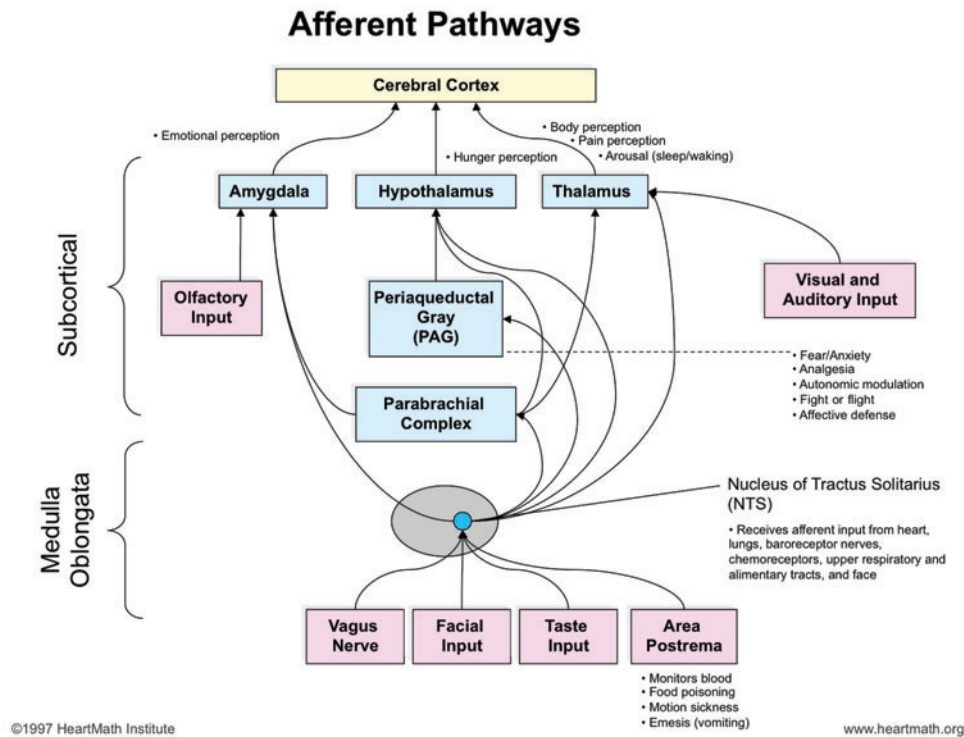 Afferent Pathways
Cerebral Cortex
• Emotional perception
• Hunger perception
• Body perception
• Pain perception
• Arousal (sleep/waking)
Subcortical
Amygdala
Hypothalamus
Thalamus
Olfactory
Input
Periaqueductal
Gray
(PAG)
Visual and
Auditory Input
• Fear/Anxiety
• Analgesia
• Autonomic modulation
• Fight or flight
• Affective defense
Parabrachial
Complex
Medulla
Oblongata
Nucleus of Tractus Solitarius
(NTS)
• Receives afferent input from heart,
lungs, baroreceptor nerves,
chemoreceptors, upper respiratory and
alimentary tracts, and face
Vagus
Nerve
Facial
Input
Taste
Input
Area
Postrema
• Monitors blood
• Food poisoning
• Motion sickness
• Emesis (vomiting)
©1997 HeartMath Institute
www.heartmath.org